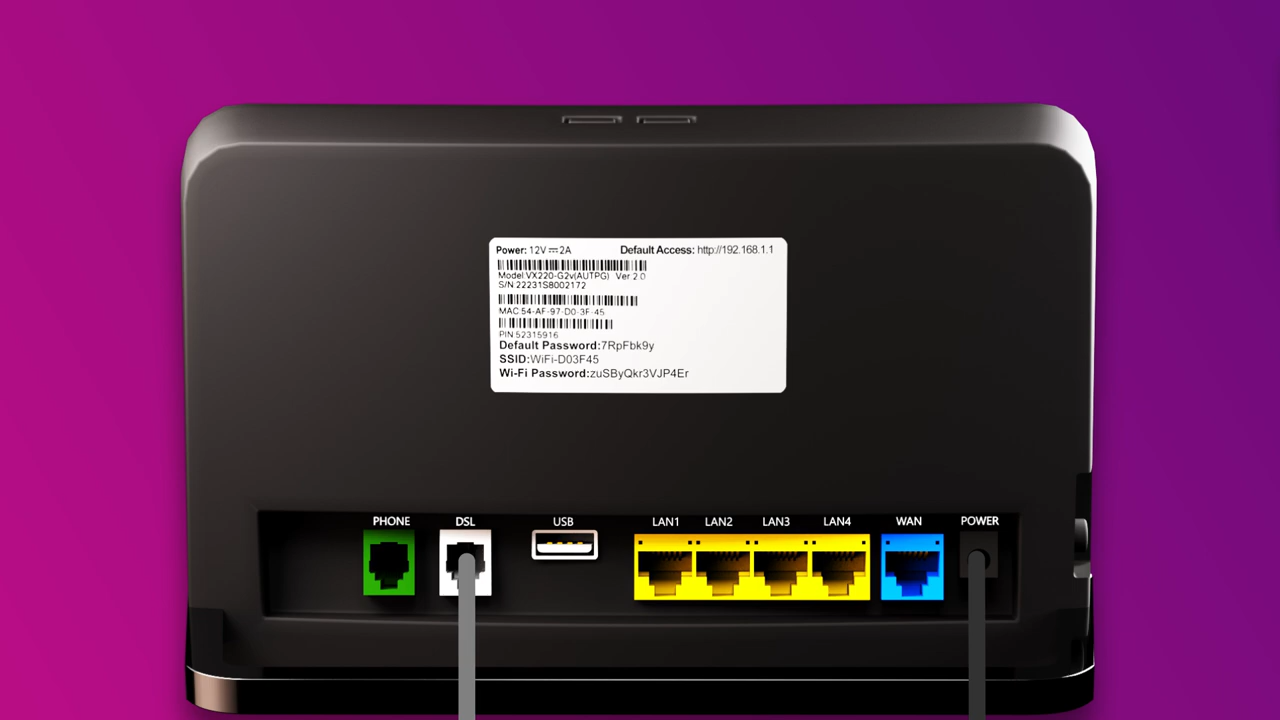 Power: 12V⎓2A Default Access: http://192.168.1.1
Model:VX220-G2v(AUTPG) Ver:2.0
S/N:22231S8002172
MAC:54-AF-97-D0-3F-45
PIN:52315916
Default Password:7RpFbk9y
SSID:WiFi-D03F45
Wi-Fi Password:zuSByQkr3VJP4Er
PHONE DSL USB LAN1 LAN2 LAN3 LAN4 WAN POWER